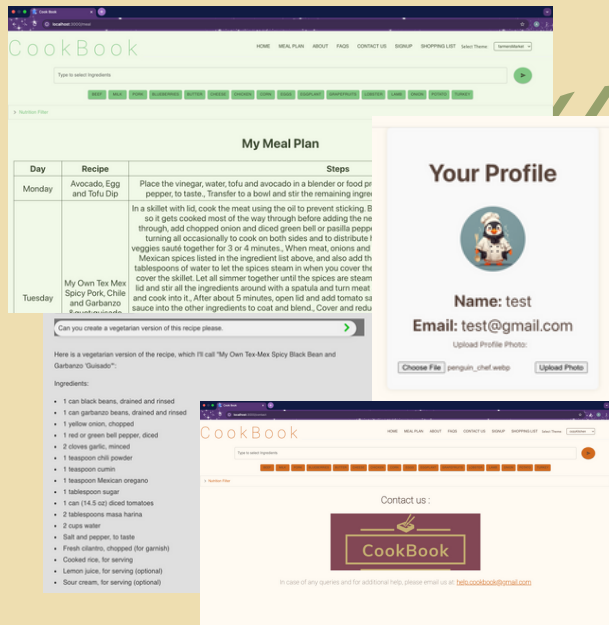 Cook Book
localhost:3000/meal
CookBook
HOME MEAL PLAN ABOUT FAQS CONTACT US SIGNUP SHOPPING LIST Select Theme farmersMarket
Type to select Ingredients
BEEF MILK PORK BLUEBERRIES BUTTER CHEESE CHICKEN CORN EGGS EGGPLANT GRAPEFRUITS LOBSTER LAMB ONION POTATO TURKEY
> Nutrition Filter
My Meal Plan
Day Recipe Steps
Monday
Avocado, Egg
and Tofu Dip
Place the vinegar, water, tofu and avocado in a blender or food pr
pepper, to taste., Transfer to a bowl and stir the remaining ingre
Tuesday
My Own Tex Mex
Spicy Pork, Chile
and Garbanzo
In a skillet with lid, cook the meat using the oil to prevent sticking. B
so it gets cooked most of the way through before adding the ne
through, add chopped onion and diced green bell or pasilla peppe
turning all occasionally to cook on both sides and to distribute f
veggies sauté together for 3 or 4 minutes., When meat, onions and
Mexican spices listed in the ingredient list above, and also add th
tablespoons of water to let the spices steam in when you cover the
cover the skillet. Let all simmer together until the spices are steam
lid and stir all the ingredients around with a spatula and turn meat
and cook into it., After about 5 minutes, open lid and add tomato sa
sauce into the other ingredients to coat and blend., Cover and redu
Your Profile
Name: test
Email: test@gmail.com
Upload Profile Photo:
Choose File penguin_chef.webp Upload Photo
Can you create a vegetarian version of this recipe please.
Here is a vegetarian version of the recipe, which I'll call "My Own Tex-Mex Spicy Black Bean and
Garbanzo 'Guisado'":
Ingredients:
• 1 can black beans, drained and rinsed
• 1 can garbanzo beans, drained and rinsed
• 1 yellow onion, chopped
• 1 red or green bell pepper, diced
• 2 cloves garlic, minced
• 1 teaspoon chili powder
• 1 teaspoon cumin
• 1 teaspoon Mexican oregano
• 1 tablespoon sugar
• 1 can (14.5 oz) diced tomatoes
• 2 tablespoons masa harina
• 2 cups water
• Salt and pepper, to taste
• Fresh cilantro, chopped (for garnish)
• Cooked rice, for serving
• Lemon juice, for serving (optional)
• Sour cream, for serving (optional)
Cook Book
CookBook
HOME MEAL PLAN ABOUT FAQS CONTACT US SIGNUP SHOPPING LIST Select Theme
Type to select Ingredients
> Nutrition Filter
Contact us :
CookBook
In case of any queries and for additional help, please email us at help.cookbook@gmail.com